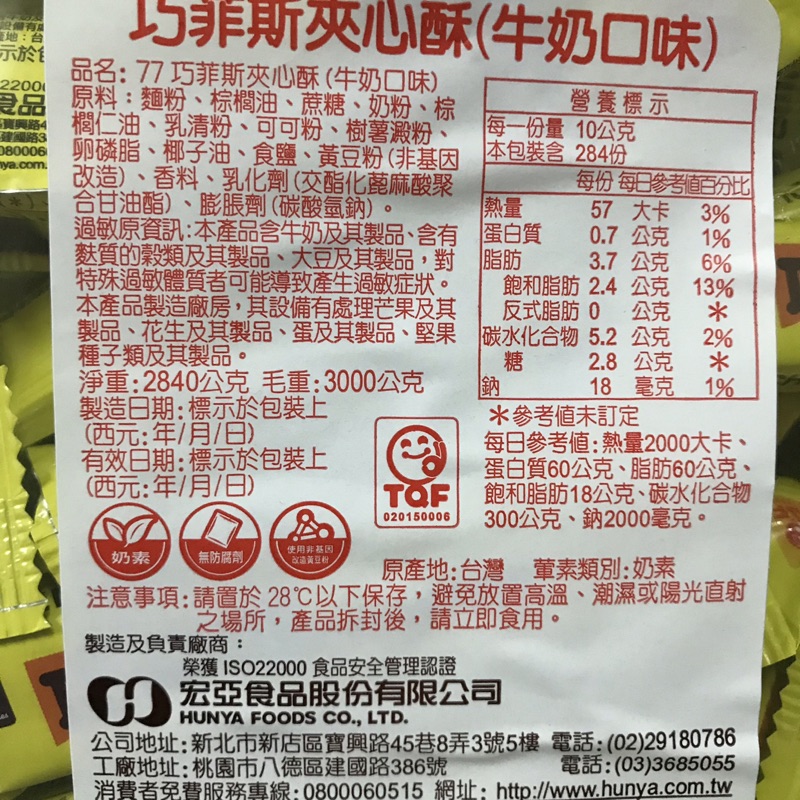 巧菲斯夾心酥(牛奶口味)
品名：77 巧菲斯夾心酥 (牛奶口味)
原料：麵粉、棕櫚油、蔗糖、奶粉、棕
櫚仁油、乳清粉、可可粉、樹薯澱粉、
卵磷脂、椰子油、食鹽、黃豆粉(非基因
改造)、香料、乳化劑(交酯化蓖麻酸聚
合甘油酯)、膨脹劑(碳酸氫鈉)。
過敏原資訊:本產品含牛奶及其製品、含有
麩質的穀類及其製品、大豆及其製品，對
特殊過敏體質者可能導致產生過敏症狀。
本產品製造廠房，其設備有處理芒果及其
製品、花生及其製品、蛋及其製品、堅果
種子類及其製品。
淨重:2840公克 毛重:3000公克
製造日期:標示於包裝上
(西元:年/月/日)
有效日期:標示於包裝上
(西元:年/月/日)
營養標示
每一份量 10公克
本包裝含 284份
每份 每日參考值百分比
熱量 57 大卡 3%
蛋白質 0.7 公克 1%
脂肪 3.7 公克 6%
飽和脂肪 2.4 公克 13%
反式脂肪 0 公克 *
碳水化合物 5.2 公克 2%
糖 2.8 公克 *
鈉 18 毫克 1%
*參考值未訂定
每日參考值:熱量2000大卡、
蛋白質60公克、脂肪60公克、
飽和脂肪18公克、碳水化合物
300公克、鈉2000毫克。
TQF
020150006
奶素
無防腐劑
使用非基因
改造黃豆粉
原產地:台灣 葷素類別:奶素
注意事項:請置於28℃以下保存，避免放置高溫、潮濕或陽光直射
之場所，產品拆封後，請立即食用。
製造及負責廠商：
榮獲 ISO22000 食品安全管理認證
宏亞食品股份有限公司
HUNYA FOODS CO., LTD.
公司地址:新北市新店區寶興路45巷8弄3號5樓 電話:(02)29180786
工廠地址:桃園市八德區建國路386號 電話:(03)3685055
消費者免費服務專線:0800060515 網址: http://www.hunya.com.tw